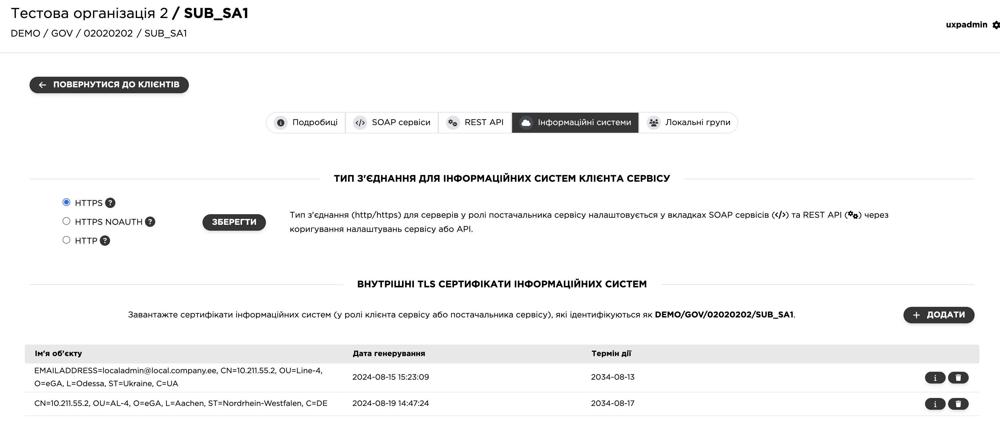 Тестова організація 2 / SUB_SA1
DEMO / GOV / 02020202 / SUB_SA1
uxpadmin
ПОВЕРНУТИСЯ ДО КЛІЄНТІВ
Подробиці
SOAP сервіси
REST API
Інформаційні системи
Локальні групи
ТИП З'ЄДНАННЯ ДЛЯ ІНФОРМАЦІЙНИХ СИСТЕМ КЛІЄНТА СЕРВІСУ
HTTPS ?
HTTPS NOAUTH ?
HTTP ?
ЗБЕРЕГТИ
Тип з'єднання (http/https) для серверів у ролі постачальника сервісу налаштовується у вкладках SOAP сервісів (</>) та REST API () через
коригування налаштувань сервісу або API.
ВНУТРІШНІ TLS СЕРТИФІКАТИ ІНФОРМАЦІЙНИХ СИСТЕМ
Завантажте сертифікати інформаційних систем (у ролі клієнта сервісу або постачальника сервісу), які ідентифікуються як DEMO/GOV/02020202/SUB_SA1.
+ ДОДАТИ
Ім'я об'єкту Дата генерування Термін дії
EMAILADDRESS=localadmin@local.company.ee, CN=10.211.55.2, OU=Line-4,
O=eGA, L=Odessa, ST=Ukraine, C=UA
2024-08-15 15:23:09 2034-08-13
CN=10.211.55.2, OU=AL-4, O=eGA, L=Aachen, ST=Nordrhein-Westfalen, C=DE 2024-08-19 14:47:24 2034-08-17